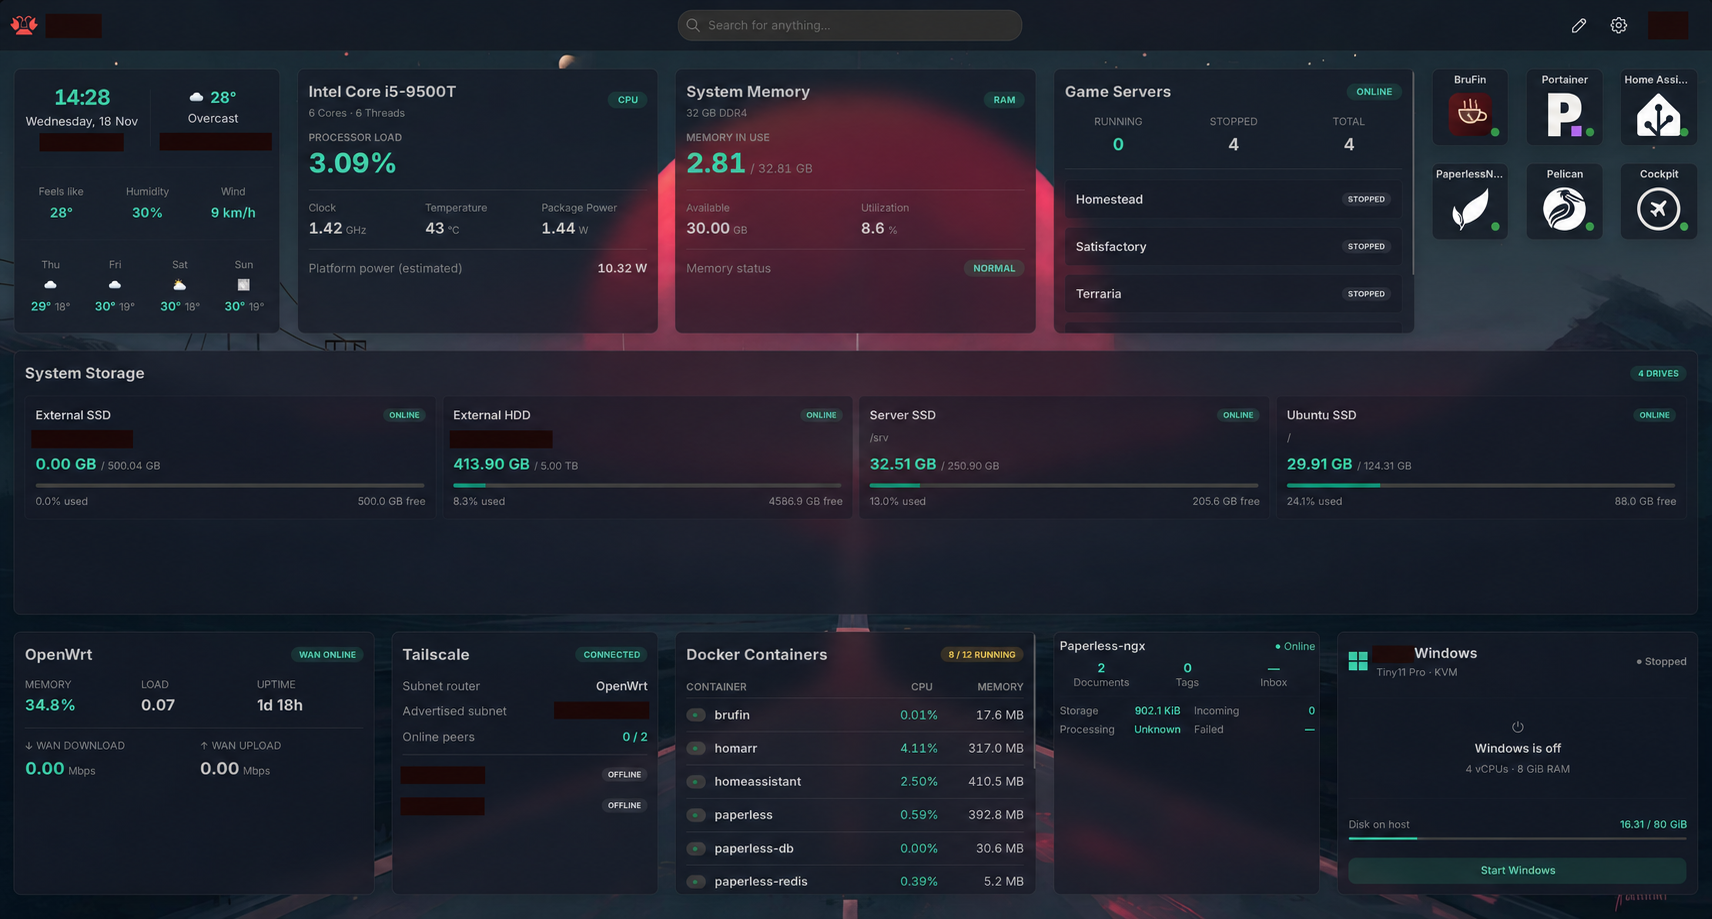 Search for anything...
14:28
Wednesday, 18 Nov
28°
Overcast
Feels like
Humidity
Wind
28°
30%
9 km/h
Thu
Fri
Sat
Sun
29° 18°
30° 19°
30° 18°
30° 19°
Intel Core i5-9500T
CPU
6 Cores · 6 Threads
PROCESSOR LOAD
3.09%
Clock
Temperature
Package Power
1.42 GHz
43 °C
1.44 W
Platform power (estimated)
10.32 W
System Memory
RAM
32 GB DDR4
MEMORY IN USE
2.81 / 32.81 GB
Available
Utilization
30.00 GB
8.6 %
Memory status
NORMAL
Game Servers
ONLINE
RUNNING
STOPPED
TOTAL
0
4
4
Homestead
STOPPED
Satisfactory
STOPPED
Terraria
STOPPED
BruFin
Portainer
Home Assi...
PaperlessN...
Pelican
Cockpit
System Storage
4 DRIVES
External SSD
ONLINE
0.00 GB / 500.04 GB
0.0% used
500.0 GB free
External HDD
ONLINE
413.90 GB / 5.00 TB
8.3% used
4586.9 GB free
Server SSD
ONLINE
/srv
32.51 GB / 250.90 GB
13.0% used
205.6 GB free
Ubuntu SSD
ONLINE
/
29.91 GB / 124.31 GB
24.1% used
88.0 GB free
OpenWrt
WAN ONLINE
MEMORY
LOAD
UPTIME
34.8%
0.07
1d 18h
↓ WAN DOWNLOAD
↑ WAN UPLOAD
0.00 Mbps
0.00 Mbps
Tailscale
CONNECTED
Subnet router
OpenWrt
Advertised subnet
Online peers
0 / 2
OFFLINE
OFFLINE
Docker Containers
8 / 12 RUNNING
CONTAINER
CPU
MEMORY
brufin
0.01%
17.6 MB
homarr
4.11%
317.0 MB
homeassistant
2.50%
410.5 MB
paperless
0.59%
392.8 MB
paperless-db
0.00%
30.6 MB
paperless-redis
0.39%
5.2 MB
Paperless-ngx
Online
2
0
—
Documents
Tags
Inbox
Storage
902.1 KiB
Incoming
0
Processing
Unknown
Failed
—
Windows
Tiny11 Pro · KVM
Stopped
Windows is off
4 vCPUs · 8 GiB RAM
Disk on host
16.31 / 80 GiB
Start Windows